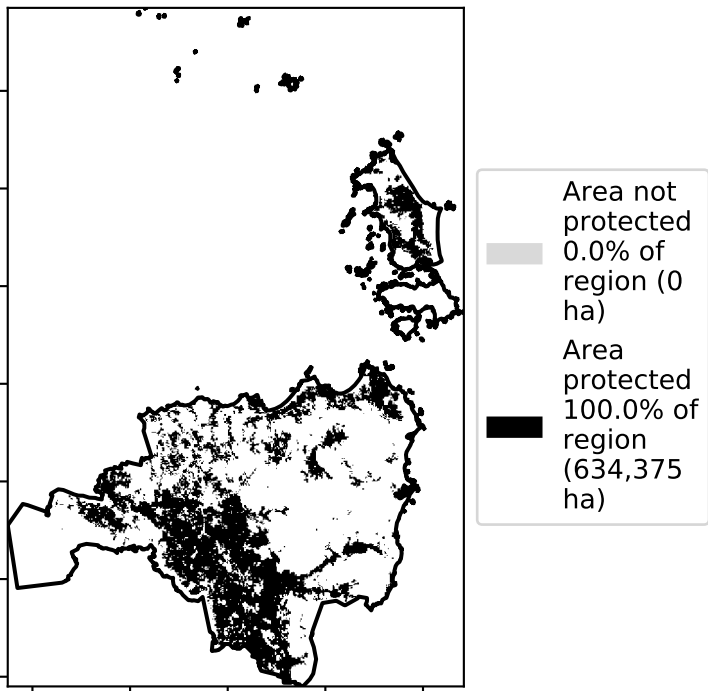 Area not
protected
0.0% of
region (0
ha)
Area
protected
100.0% of
region
(634,375
ha)